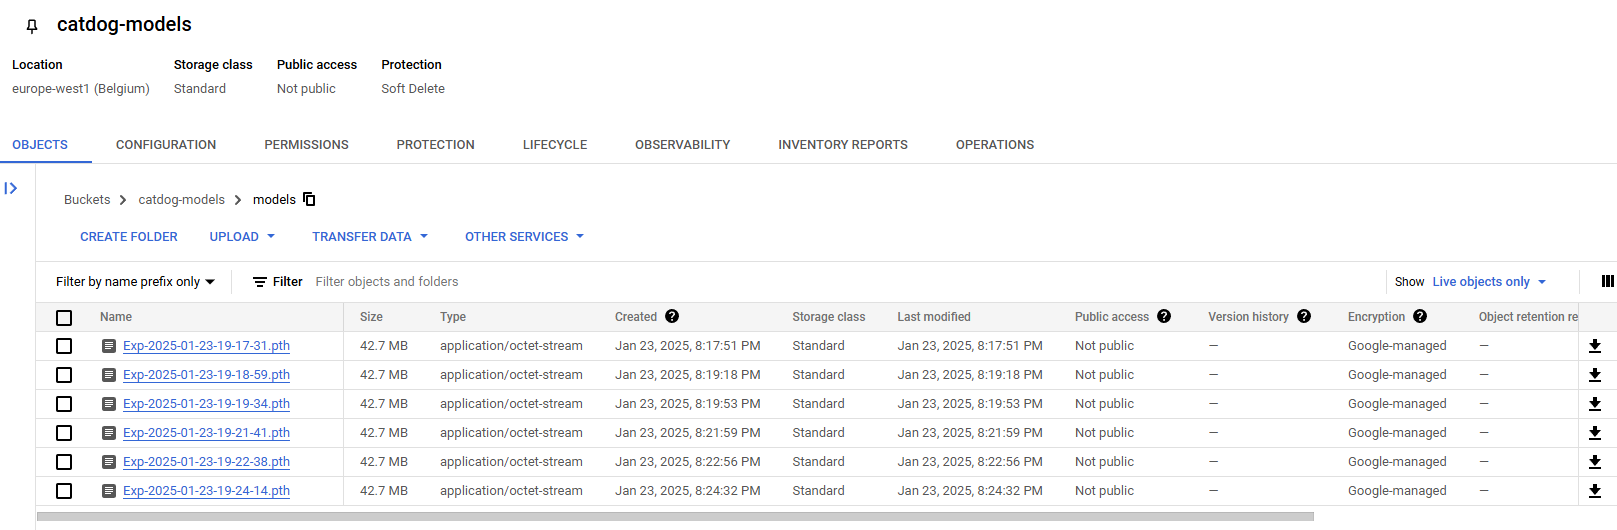 catdog-models
Location Storage class Public access Protection
europe-west1 (Belgium) Standard Not public Soft Delete
OBJECTS CONFIGURATION PERMISSIONS PROTECTION LIFECYCLE OBSERVABILITY INVENTORY REPORTS OPERATIONS
Buckets catdog-models models
CREATE FOLDER UPLOAD TRANSFER DATA OTHER SERVICES
Filter by name prefix only Filter Filter objects and folders Show Live objects only
Name Size Type Created Storage class Last modified Public access Version history Encryption Object retention re
Exp-2025-01-23-19-17-31.pth 42.7 MB application/octet-stream Jan 23, 2025, 8:17:51 PM Standard Jan 23, 2025, 8:17:51 PM Not public — Google-managed —
Exp-2025-01-23-19-18-59.pth 42.7 MB application/octet-stream Jan 23, 2025, 8:19:18 PM Standard Jan 23, 2025, 8:19:18 PM Not public — Google-managed —
Exp-2025-01-23-19-19-34.pth 42.7 MB application/octet-stream Jan 23, 2025, 8:19:53 PM Standard Jan 23, 2025, 8:19:53 PM Not public — Google-managed —
Exp-2025-01-23-19-21-41.pth 42.7 MB application/octet-stream Jan 23, 2025, 8:21:59 PM Standard Jan 23, 2025, 8:21:59 PM Not public — Google-managed —
Exp-2025-01-23-19-22-38.pth 42.7 MB application/octet-stream Jan 23, 2025, 8:22:56 PM Standard Jan 23, 2025, 8:22:56 PM Not public — Google-managed —
Exp-2025-01-23-19-24-14.pth 42.7 MB application/octet-stream Jan 23, 2025, 8:24:32 PM Standard Jan 23, 2025, 8:24:32 PM Not public — Google-managed —